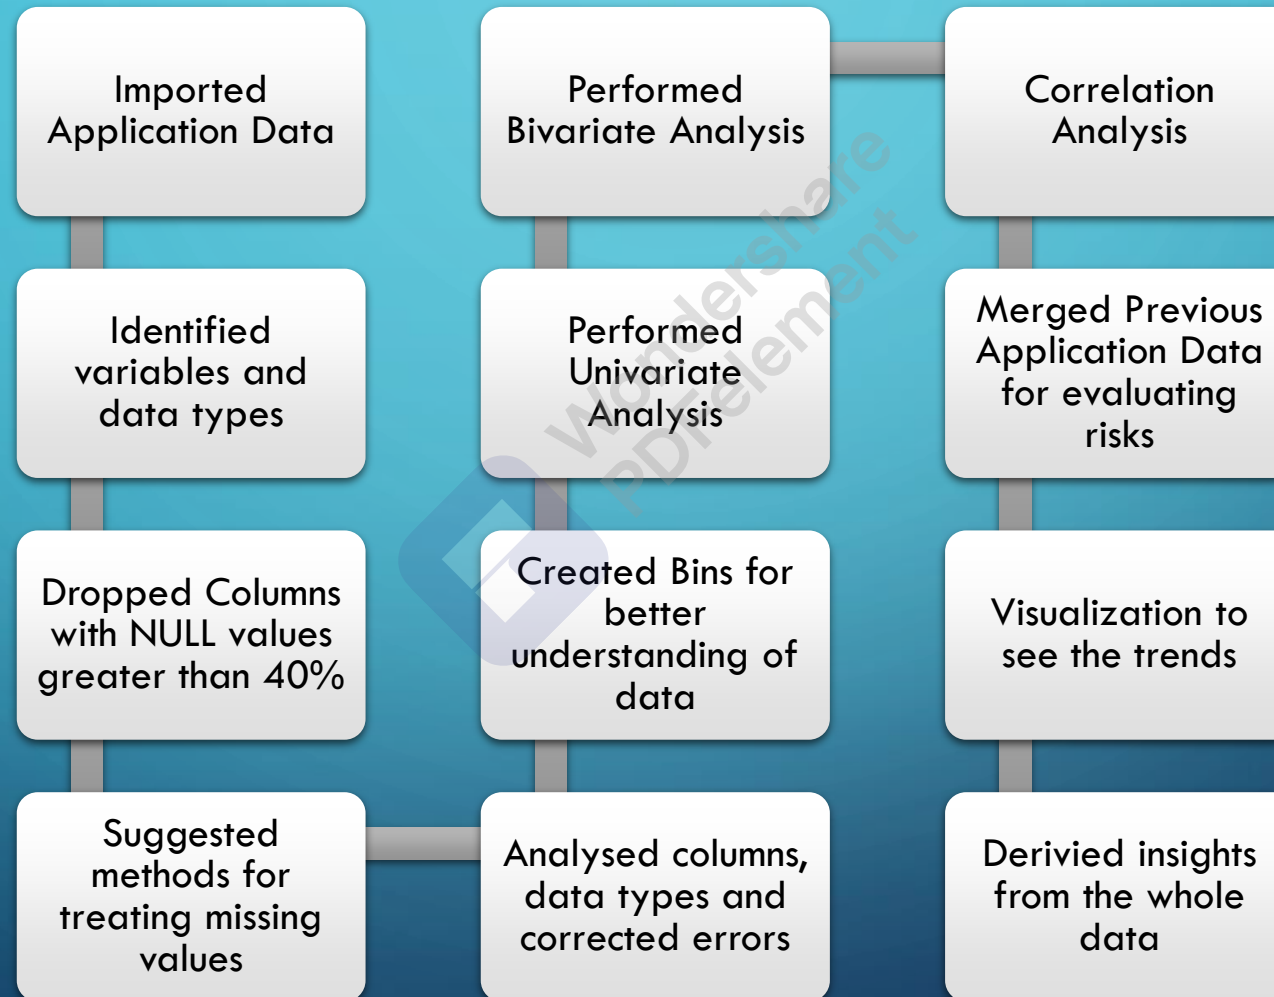 Imported
Application Data
Identified
variables and
data types
Dropped Columns
with NULL values
greater than 40%
Suggested
methods for
treating missing
values
Analysed columns,
data types and
corrected errors
Created Bins for
better
understanding of
data
Performed
Univariate
Analysis
Performed
Bivariate Analysis
Correlation
Analysis
Merged Previous
Application Data
for evaluating
risks
Visualization to
see the trends
Derivied insights
from the whole
data
Wondershare
PDFelement